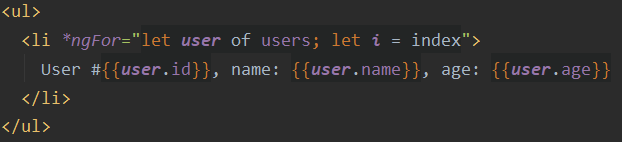 <ul>
<li *ngFor="let user of users; let i = index">
User #{{user.id}}, name: {{user.name}}, age: {{user.age}}
</li>
</ul>